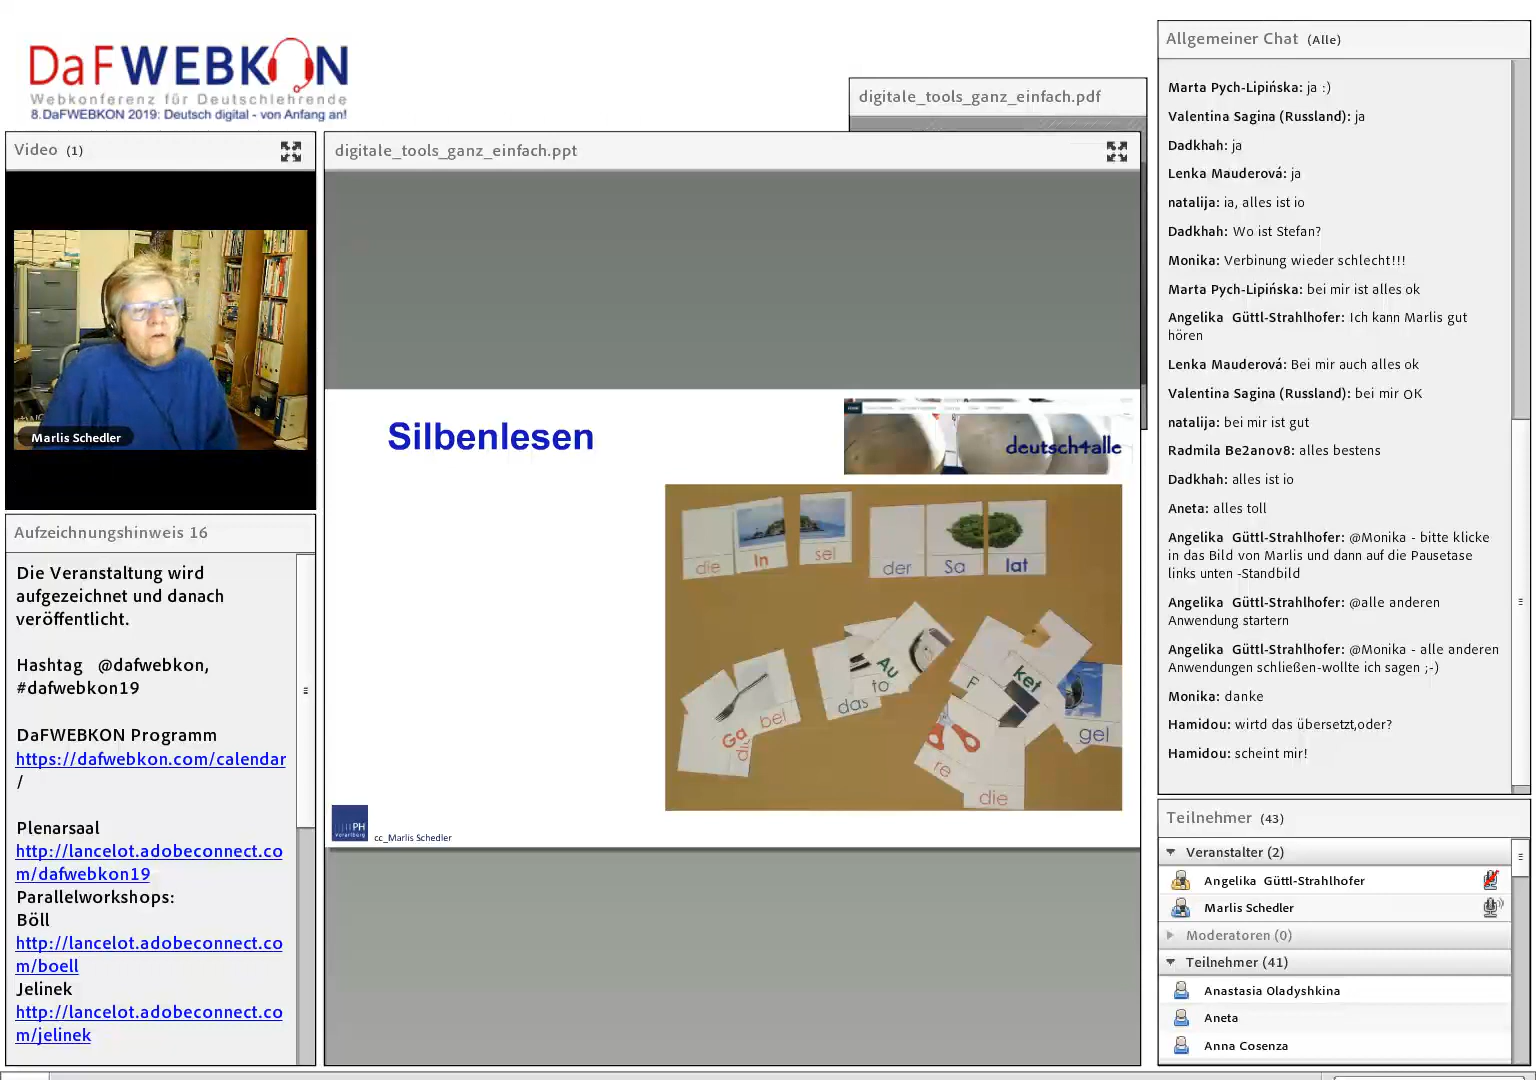 DaFWEBKON
Webkonferenz für Deutschlehrende
8.DaFWEBKON 2019: Deutsch digital - von Anfang an!
Video (1)
Marlis Schedler
Aufzeichnungshinweis 16
Die Veranstaltung wird
aufgezeichnet und danach
veröffentlicht.
Hashtag @dafwebkon,
#dafwebkon19
DaFWEBKON Programm
https://dafwebkon.com/calendar
/
Plenarsaal
http://lancelot.adobeconnect.co
m/dafwebkon19
Parallelworkshops:
Böll
http://lancelot.adobeconnect.co
m/boell
Jelinek
http://lancelot.adobeconnect.co
m/jelinek
digitale_tools_ganz_einfach.pdf
digitale_tools_ganz_einfach.ppt
Silbenlesen
deutsch4alle
die In sel
der Sa lat
Ga bel
die
das Au to
F ket
gel
re
die
PH
Vorarlberg
cc_Marlis Schedler
Allgemeiner Chat (Alle)
Marta Pych-Lipińska: ja :)
Valentina Sagina (Russland): ja
Dadkhah: ja
Lenka Mauderová: ja
natalija: ia, alles ist io
Dadkhah: Wo ist Stefan?
Monika: Verbinung wieder schlecht!!!
Marta Pych-Lipińska: bei mir ist alles ok
Angelika Güttl-Strahlhofer: Ich kann Marlis gut
hören
Lenka Mauderová: Bei mir auch alles ok
Valentina Sagina (Russland): bei mir OK
natalija: bei mir ist gut
Radmila Be2anov8: alles bestens
Dadkhah: alles ist io
Aneta: alles toll
Angelika Güttl-Strahlhofer: @Monika - bitte klicke
in das Bild von Marlis und dann auf die Pausetase
links unten -Standbild
Angelika Güttl-Strahlhofer: @alle anderen
Anwendung startern
Angelika Güttl-Strahlhofer: @Monika - alle anderen
Anwendungen schließen-wollte ich sagen ;-)
Monika: danke
Hamidou: wirtd das übersetzt,oder?
Hamidou: scheint mir!
Teilnehmer (43)
Veranstalter (2)
Angelika Güttl-Strahlhofer
Marlis Schedler
Moderatoren (0)
Teilnehmer (41)
Anastasia Oladyshkina
Aneta
Anna Cosenza